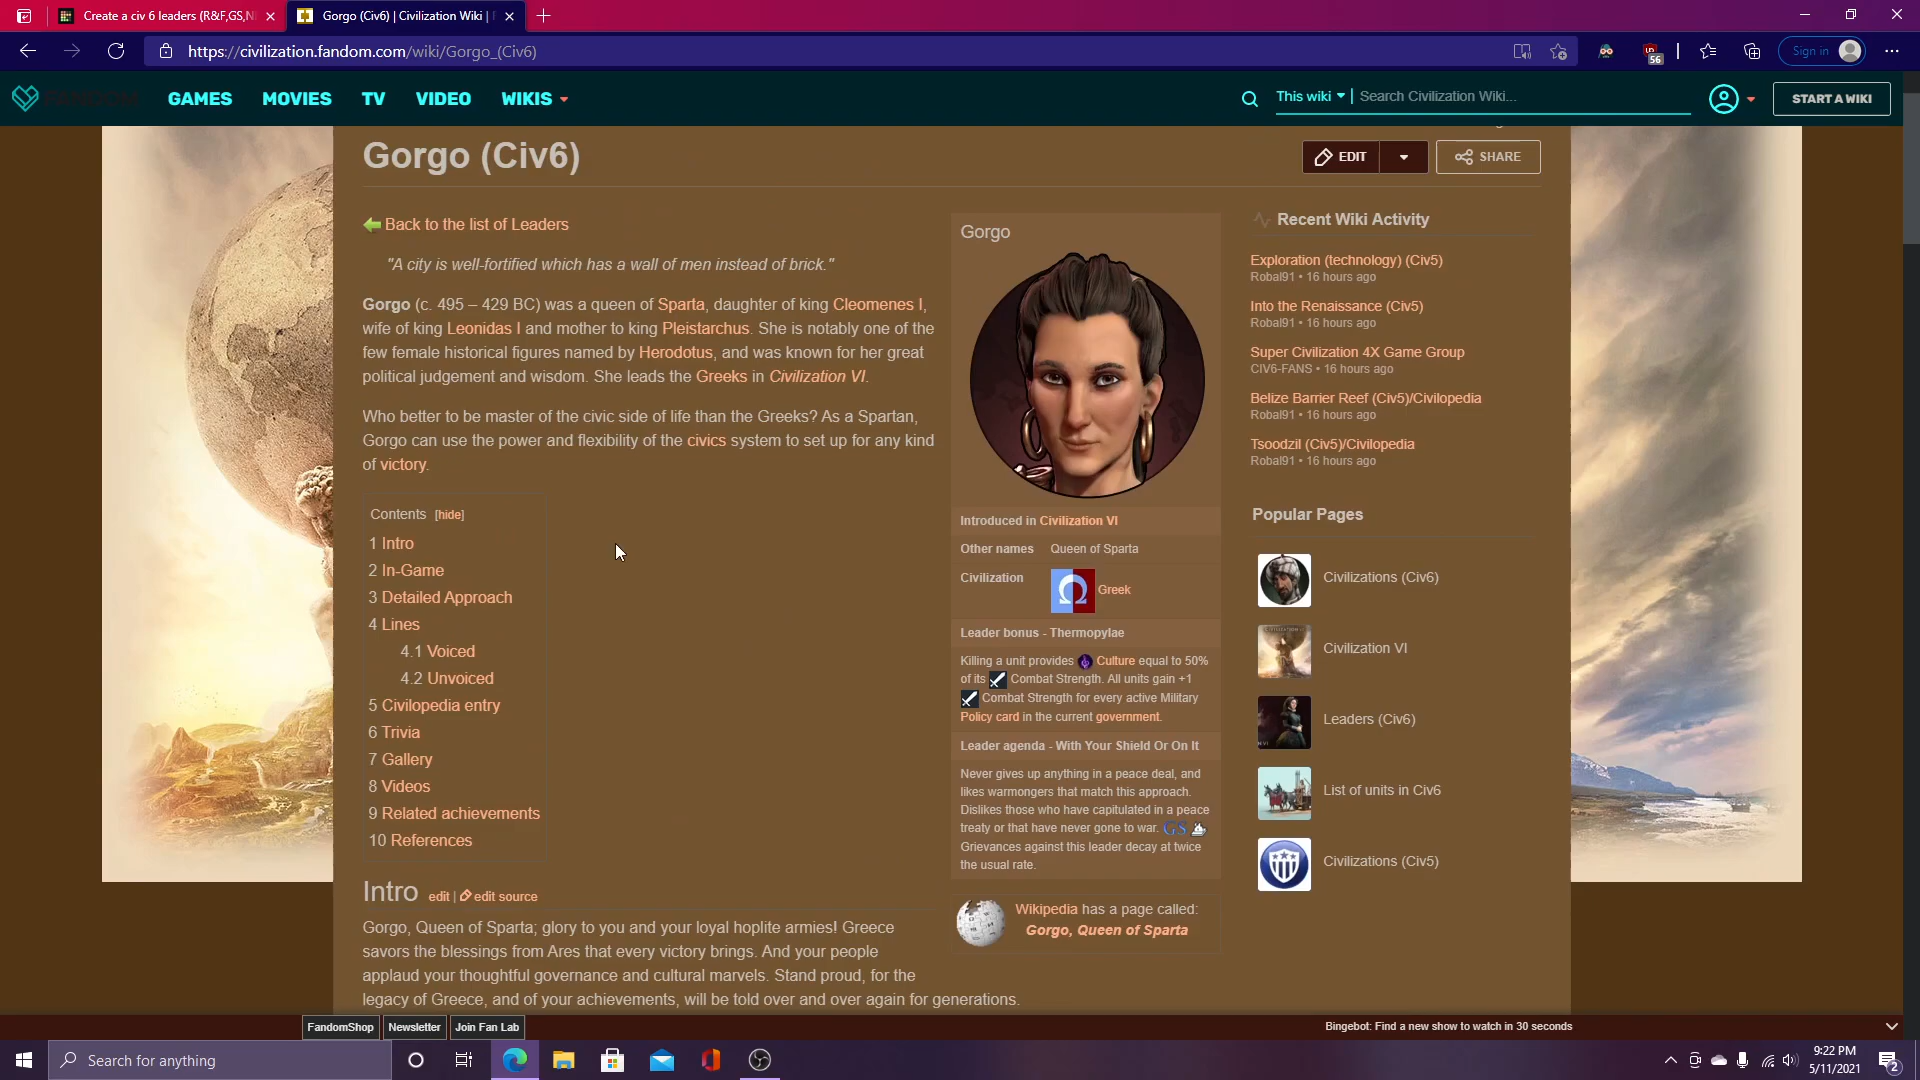 Create a civ 6 leaders (R&F,GS,N
Gorgo (Civ6) | Civilization Wiki |
https://civilization.fandom.com/wiki/Gorgo_(Civ6)
56
Sign in
FANDOM
GAMES
MOVIES
TV
VIDEO
WIKIS
This wiki
Search Civilization Wiki...
START A WIKI
Gorgo (Civ6)
EDIT
SHARE
Back to the list of Leaders
"A city is well-fortified which has a wall of men instead of brick."
Gorgo (c. 495 – 429 BC) was a queen of Sparta, daughter of king Cleomenes I,
wife of king Leonidas I and mother to king Pleistarchus. She is notably one of the
few female historical figures named by Herodotus, and was known for her great
political judgement and wisdom. She leads the Greeks in Civilization VI.
Who better to be master of the civic side of life than the Greeks? As a Spartan,
Gorgo can use the power and flexibility of the civics system to set up for any kind
of victory.
Contents [hide]
1 Intro
2 In-Game
3 Detailed Approach
4 Lines
4.1 Voiced
4.2 Unvoiced
5 Civilopedia entry
6 Trivia
7 Gallery
8 Videos
9 Related achievements
10 References
Intro edit | edit source
Gorgo, Queen of Sparta; glory to you and your loyal hoplite armies! Greece
savors the blessings from Ares that every victory brings. And your people
applaud your thoughtful governance and cultural marvels. Stand proud, for the
legacy of Greece, and of your achievements, will be told over and over again for generations.
Gorgo
Introduced in Civilization VI
Other names Queen of Sparta
Civilization Greek
Leader bonus - Thermopylae
Killing a unit provides Culture equal to 50%
of its Combat Strength. All units gain +1
Combat Strength for every active Military
Policy card in the current government.
Leader agenda - With Your Shield Or On It
Never gives up anything in a peace deal, and
likes warmongers that match this approach.
Dislikes those who have capitulated in a peace
treaty or that have never gone to war. GS
Grievances against this leader decay at twice
the usual rate.
Wikipedia has a page called:
Gorgo, Queen of Sparta
Recent Wiki Activity
Exploration (technology) (Civ5)
Robal91 • 16 hours ago
Into the Renaissance (Civ5)
Robal91 • 16 hours ago
Super Civilization 4X Game Group
CIV6-FANS • 16 hours ago
Belize Barrier Reef (Civ5)/Civilopedia
Robal91 • 16 hours ago
Tsoodzil (Civ5)/Civilopedia
Robal91 • 16 hours ago
Popular Pages
Civilizations (Civ6)
Civilization VI
Leaders (Civ6)
List of units in Civ6
Civilizations (Civ5)
FandomShop
Newsletter
Join Fan Lab
Bingebot: Find a new show to watch in 30 seconds
Search for anything
9:22 PM
5/11/2021
2